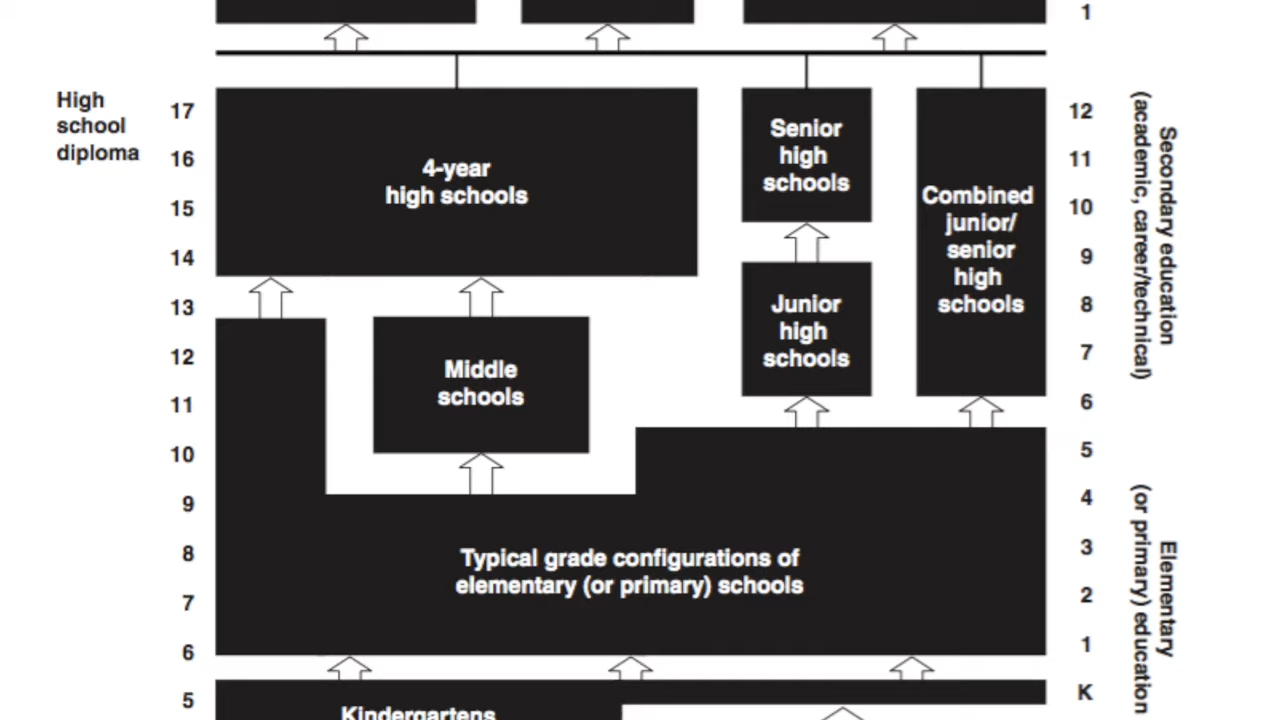 1
High
school
diploma
17
16
15
14
13
12
11
10
9
8
7
6
5
4-year
high schools
Senior
high
schools
Combined
junior/
senior
high
schools
Junior
high
schools
Middle
schools
Typical grade configurations of
elementary (or primary) schools
Kindergartens
12
11
10
9
8
7
6
5
4
3
2
1
K
Secondary education
(academic, career/technical)
Elementary
(or primary) education